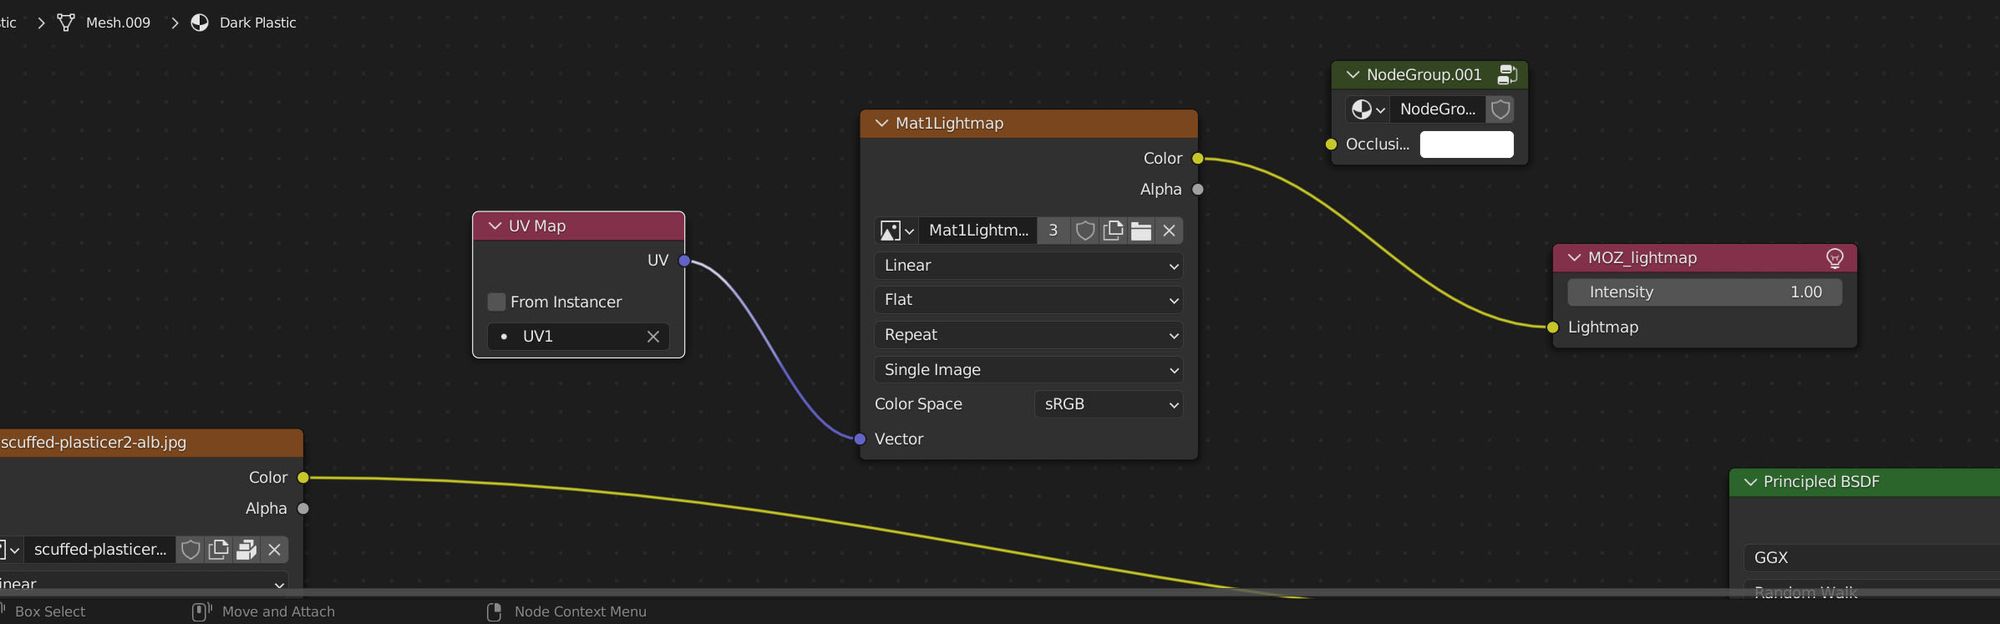 tic > Mesh.009 > Dark Plastic
NodeGroup.001
NodeGro...
Occlusi...
Mat1Lightmap
Color
Alpha
Mat1Lightm... 3
Linear
Flat
Repeat
Single Image
Color Space sRGB
Vector
UV Map
UV
From Instancer
UV1
MOZ_lightmap
Intensity 1.00
Lightmap
scuffed-plasticer2-alb.jpg
Color
Alpha
scuffed-plasticer...
inear
Principled BSDF
GGX
Random Walk
Box Select Move and Attach Node Context Menu